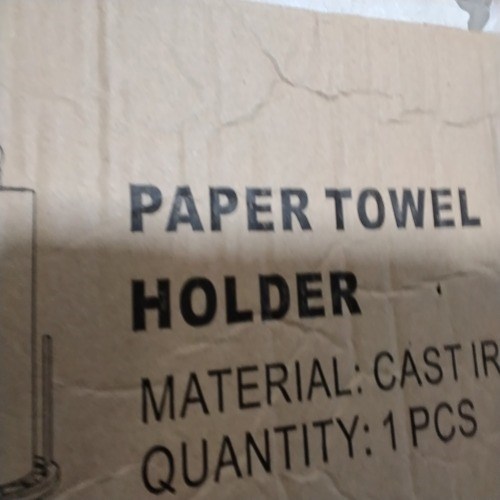 PAPER TOWEL
HOLDER
MATERIAL: CAST IR
QUANTITY: 1 PCS